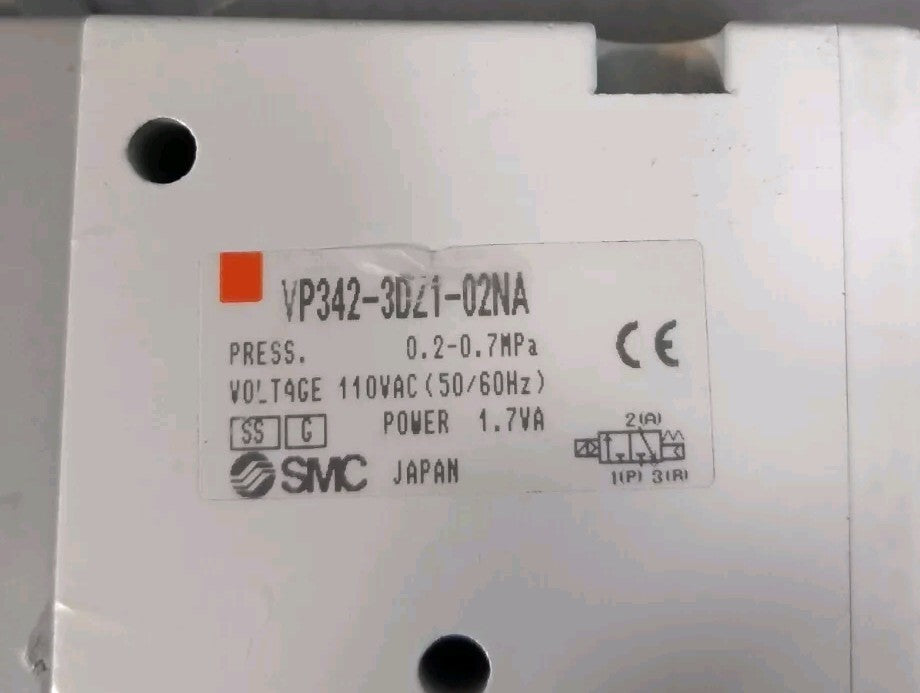 VP342-3DZ1-02NA
PRESS. 0.2-0.7MPa
VOLTAGE 110VAC(50/60Hz)
SS G POWER 1.7VA
SMC JAPAN
CE
2(A)
1(P) 3(R)